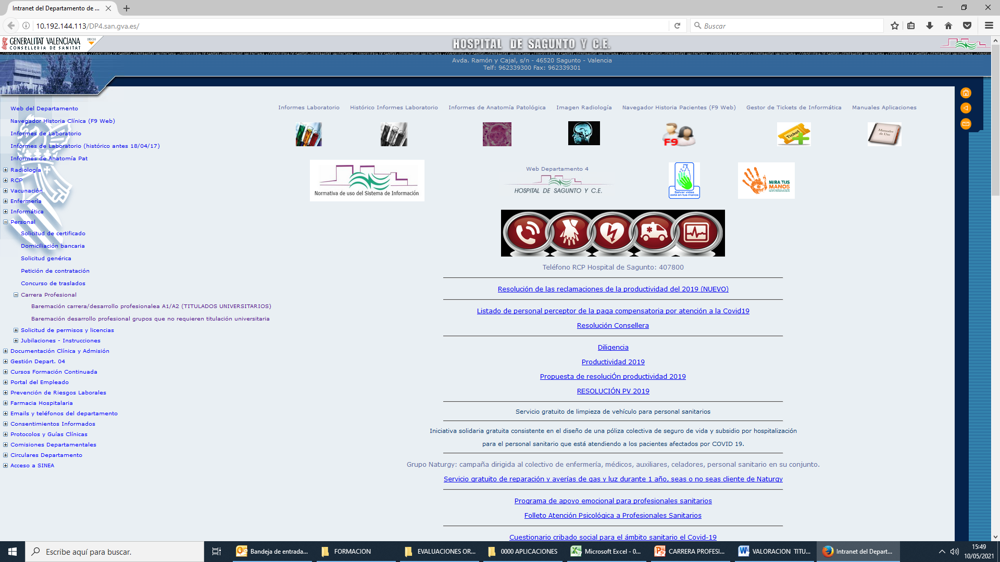 Intranet del Departamento de ...
10.192.144.113/DP4.san.gva.es/
Buscar
GENERALITAT VALENCIANA
CONSELLERIA DE SANITAT
INICIO
HOSPITAL DE SAGUNTO Y C.E.
Avda. Ramón y Cajal, s/n - 46520 Sagunto - Valencia
Telf: 962339300 Fax: 962339301
Web del Departamento
Navegador Historia Clínica (F9 Web)
Informes de Laboratorio
Informes de Laboratorio (histórico antes 18/04/17)
Informes de Anatomía Pat
Radiología
RCP
Vacunación
Enfermería
Informática
Personal
Solicitud de certificado
Domiciliación bancaria
Solicitud genérica
Petición de contratación
Concurso de traslados
Carrera Profesional
Baremación carrera/desarrollo profesionalea A1/A2 (TITULADOS UNIVERSITARIOS)
Baremación desarrollo profesional grupos que no requieren titulación universitaria
Solicitud de permisos y licencias
Jubilaciones - Instrucciones
Documentación Clínica y Admisión
Gestión Depart. 04
Cursos Formación Continuada
Portal del Empleado
Prevención de Riesgos Laborales
Farmacia Hospitalaria
Emails y teléfonos del departamento
Consentimientos Informados
Protocolos y Guías Clínicas
Comisiones Departamentales
Circulares Departamento
Acceso a SINEA
Informes Laboratorio
Histórico Informes Laboratorio
Informes de Anatomía Patológica
Imagen Radiología
Navegador Historia Pacientes (F9 Web)
Gestor de Tickets de Informática
Manuales Aplicaciones
F9
Ticket
Manuales
de Uso
Normativa de uso del Sistema de Información
Web Departamento 4
HOSPITAL DE SAGUNTO Y C.E.
Salvar vidas
está en tus manos
MIRA TUS
MANOS
Teléfono RCP Hospital de Sagunto: 407800
Resolución de las reclamaciones de la productividad del 2019 (NUEVO)
Listado de personal perceptor de la paga compensatoria por atención a la Covid19
Resolución Consellera
Diligencia
Productividad 2019
Propuesta de resoluciÓn productividad 2019
RESOLUCIÓN PV 2019
Servicio gratuito de limpieza de vehículo para personal sanitarios
Iniciativa solidaria gratuita consistente en el diseño de una póliza colectiva de seguro de vida y subsidio por hospitalización
para el personal sanitario que está atendiendo a los pacientes afectados por COVID 19.
Grupo Naturgy: campaña dirigida al colectivo de enfermería, médicos, auxiliares, celadores, personal sanitario en su conjunto.
Servicio gratuito de reparación y averías de gas y luz durante 1 año, seas o no seas cliente de Naturgy
Programa de apoyo emocional para profesionales sanitarios
Folleto Atención Psicológica a Profesionales Sanitarios
Cuestionario cribado social para el ámbito sanitario el Covid-19
Escribe aquí para buscar.
Bandeja de entrada...
FORMACION
EVALUACIONES OR...
0000 APLICACIONES
Microsoft Excel - 0...
CARRERA PROFESI...
VALORACION TITU...
Intranet del Depart...
15:49
10/05/2021